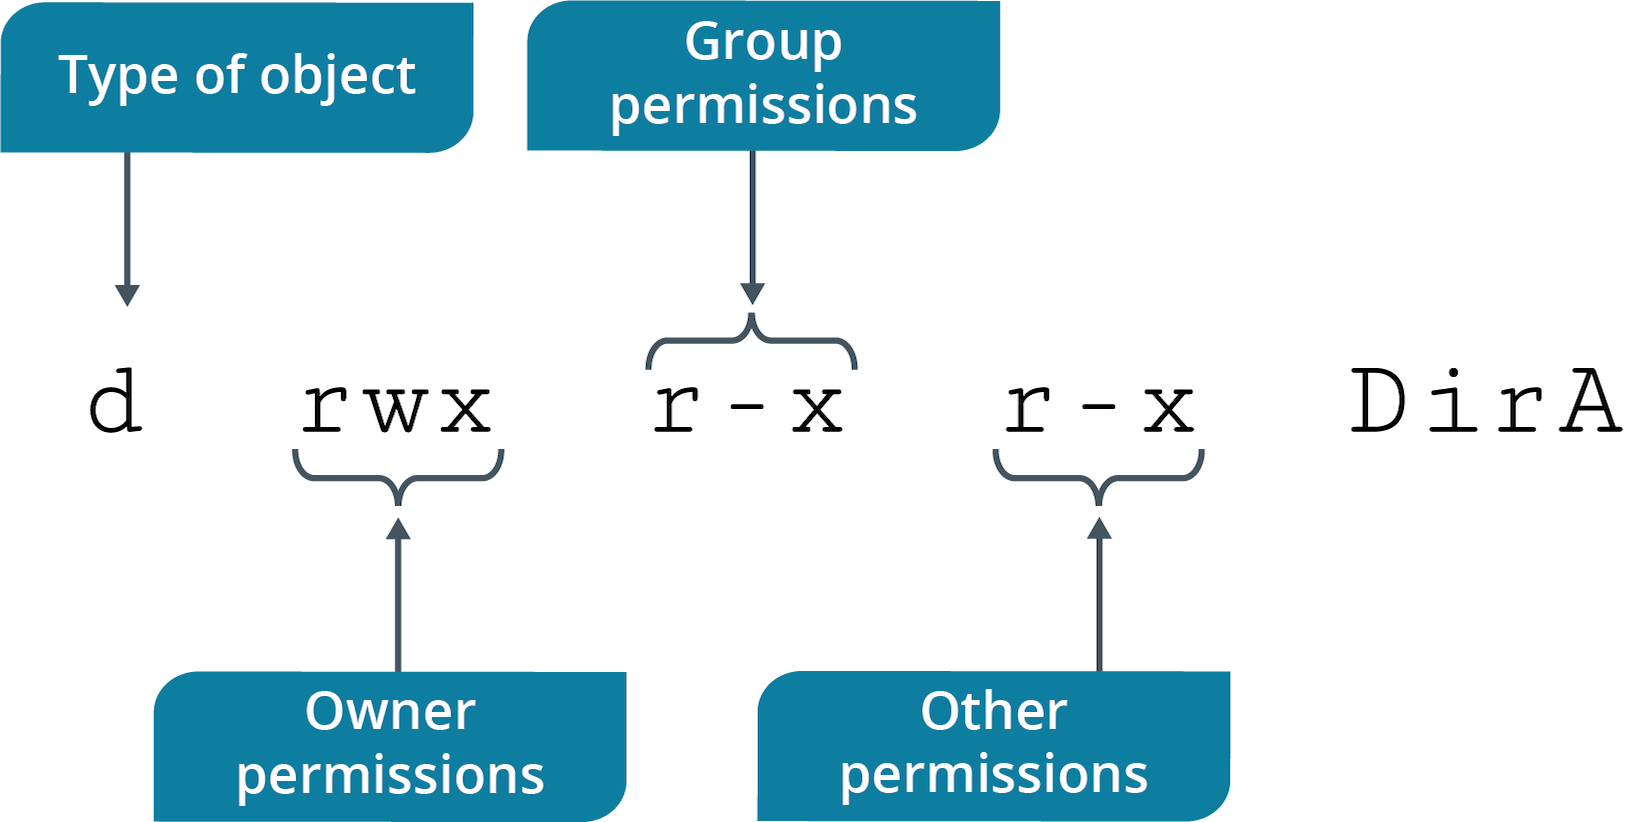 Type of object
Group
permissions
d rwx r-x r-x DirA
Owner
permissions
Other
permissions